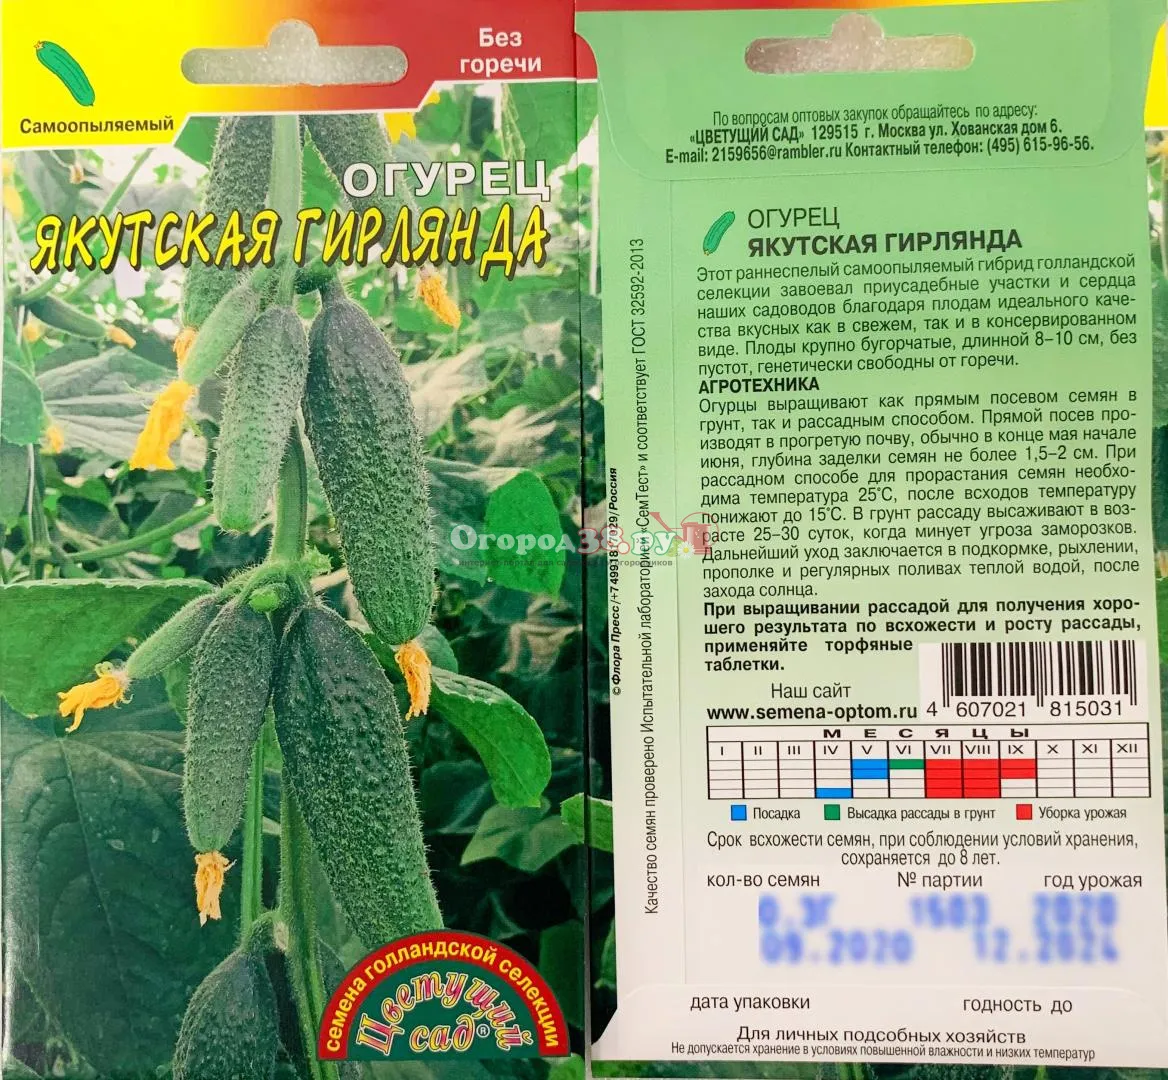 Без
горечи
Самоопыляемый
ОГУРЕЦ
ЯКУТСКАЯ ГИРЛЯНДА
семена голландской селекции
Цветущий
сад®
Огород38.ру
© Флора Пресс
Качество семян проверено Испытательной лабораторией «СемТест» и соответствует ГОСТ 32592-2013
По вопросам оптовых закупок обращайтесь по адресу:
"ЦВЕТУЩИЙ САД" 129515 г. Москва ул. Хованская дом 6.
E-mail: 2159656@rambler.ru Контактный телефон: (495) 615-96-56.
ОГУРЕЦ
ЯКУТСКАЯ ГИРЛЯНДА
Этот раннеспелый самоопыляемый гибрид голландской
селекции завоевал приусадебные участки и сердца
наших садоводов благодаря плодам идеального каче-
ства вкусных как в свежем, так и в консервированном
виде. Плоды крупно бугорчатые, длинной 8–10 см, без
пустот, генетически свободны от горечи.
АГРОТЕХНИКА
Огурцы выращивают как прямым посевом семян в
грунт, так и рассадным способом. Прямой посев про-
изводят в прогретую почву, обычно в конце мая начале
июня, глубина заделки семян не более 1,5–2 см. При
рассадном способе для прорастания семян необхо-
дима температура 25°С, после всходов температуру
понижают до 15°С. В грунт рассаду высаживают в воз-
расте 25–30 суток, когда минует угроза заморозков.
Дальнейший уход заключается в подкормке, рыхлении,
прополке и регулярных поливах теплой водой, после
захода солнца.
При выращивании рассадой для получения хоро-
шего результата по всхожести и росту рассады,
применяйте торфяные
таблетки.
Наш сайт
www.semena-optom.ru
4 607021 815031
МЕСЯЦЫ
I II III IV V VI VII VIII IX X XI XII
Посадка Высадка рассады в грунт Уборка урожая
Срок всхожести семян, при соблюдении условий хранения,
сохраняется до 8 лет.
кол-во семян № партии год урожая
0.3Г 1503 2020
09.2020 12.2024
дата упаковки годность до
Для личных подсобных хозяйств
Не допускается хранение в условиях повышенной влажности и низких температур